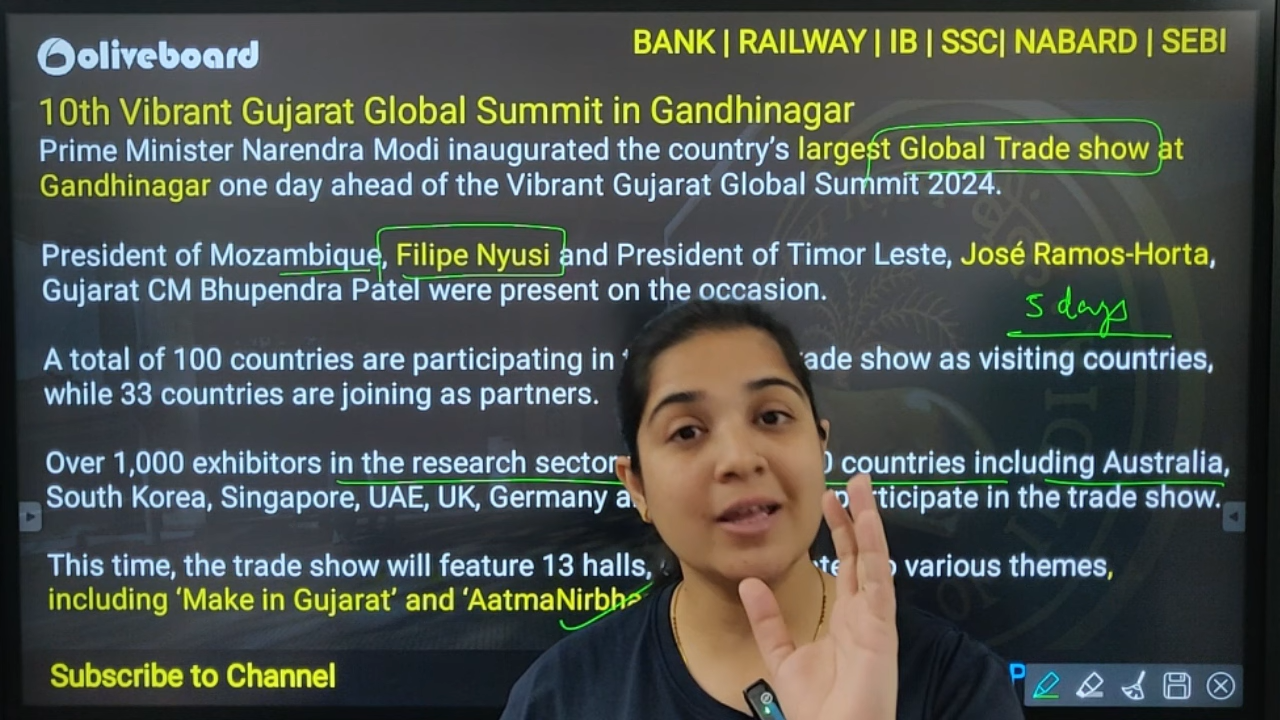 oliveboard
BANK | RAILWAY | IB | SSC| NABARD | SEBI
10th Vibrant Gujarat Global Summit in Gandhinagar
Prime Minister Narendra Modi inaugurated the country's largest Global Trade show at
Gandhinagar one day ahead of the Vibrant Gujarat Global Summit 2024.
President of Mozambique, Filipe Nyusi and President of Timor Leste, José Ramos-Horta,
Gujarat CM Bhupendra Patel were present on the occasion.
5 days
A total of 100 countries are participating in rade show as visiting countries,
while 33 countries are joining as partners.
Over 1,000 exhibitors in the research sector 0 countries including Australia,
South Korea, Singapore, UAE, UK, Germany participate in the trade show.
This time, the trade show will feature 13 halls, various themes,
including 'Make in Gujarat' and 'AatmaNirbha
Subscribe to Channel
P